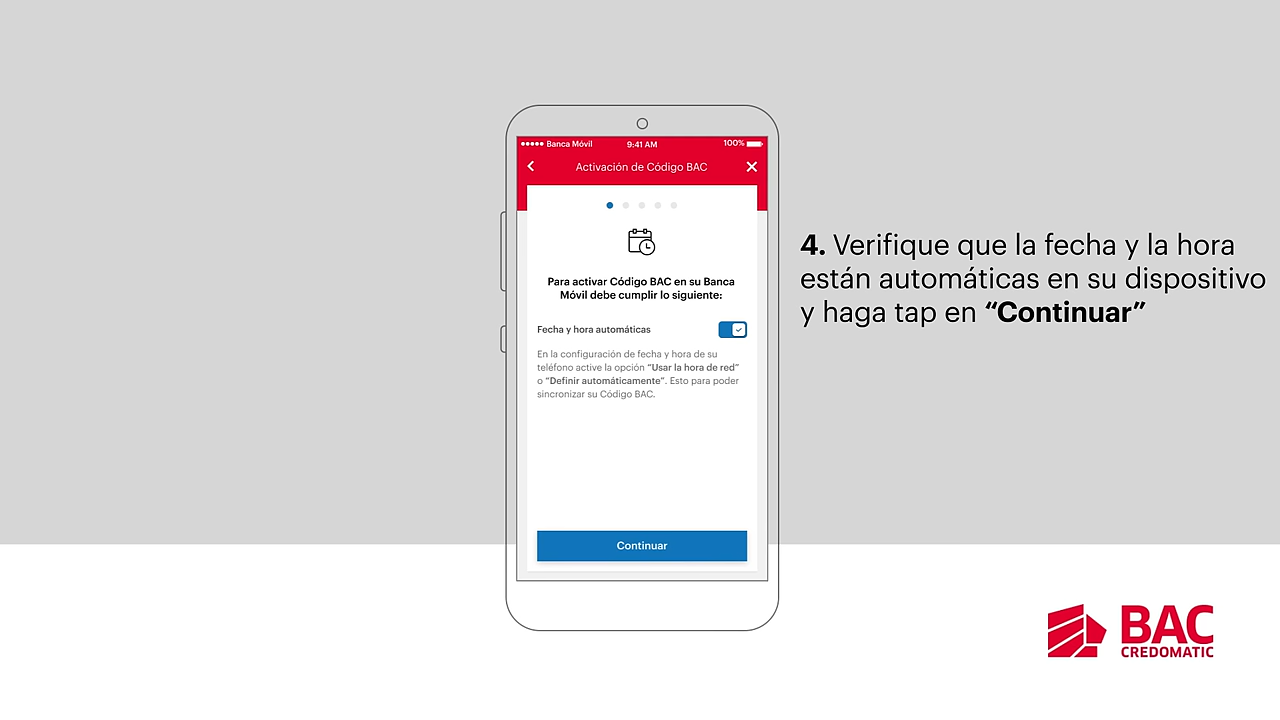 Banca Móvil 9:41 AM 100%
Activación de Código BAC
Para activar Código BAC en su Banca
Móvil debe cumplir lo siguiente:
Fecha y hora automáticas
En la configuración de fecha y hora de su
teléfono active la opción “Usar la hora de red”
o “Definir automáticamente”. Esto para poder
sincronizar su Código BAC.
Continuar
4. Verifique que la fecha y la hora
están automáticas en su dispositivo
y haga tap en “Continuar”
BAC
CREDOMATIC